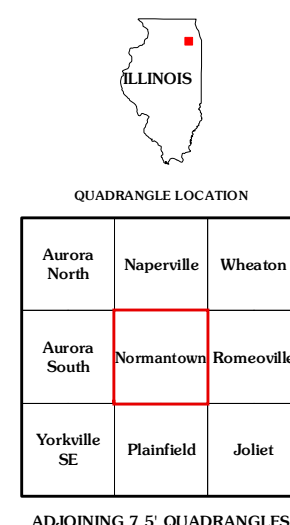 ILLINOIS
QUADRANGLE LOCATION
Aurora
North
Naperville
Wheaton
Aurora
South
Normantown
Romeoville
Yorkville
SE
Plainfield
Joliet
ADJOINING 7.5' QUADRANGLES